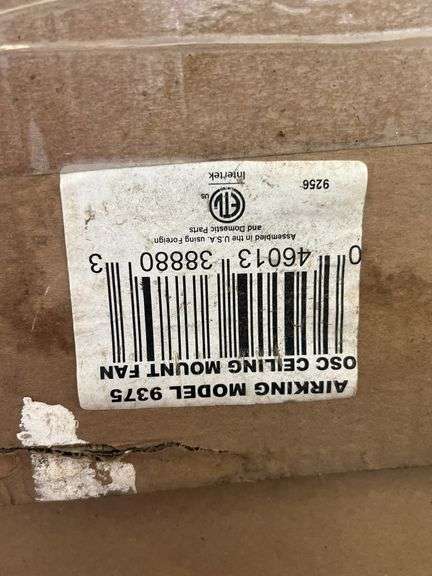 AIRKING MODEL 9375
OSC CEILING MOUNT FAN
0 46013 38880 3
Assembled in the U.S.A. using Foreign
and Domestic Parts
ETL
US
Intertek
9256